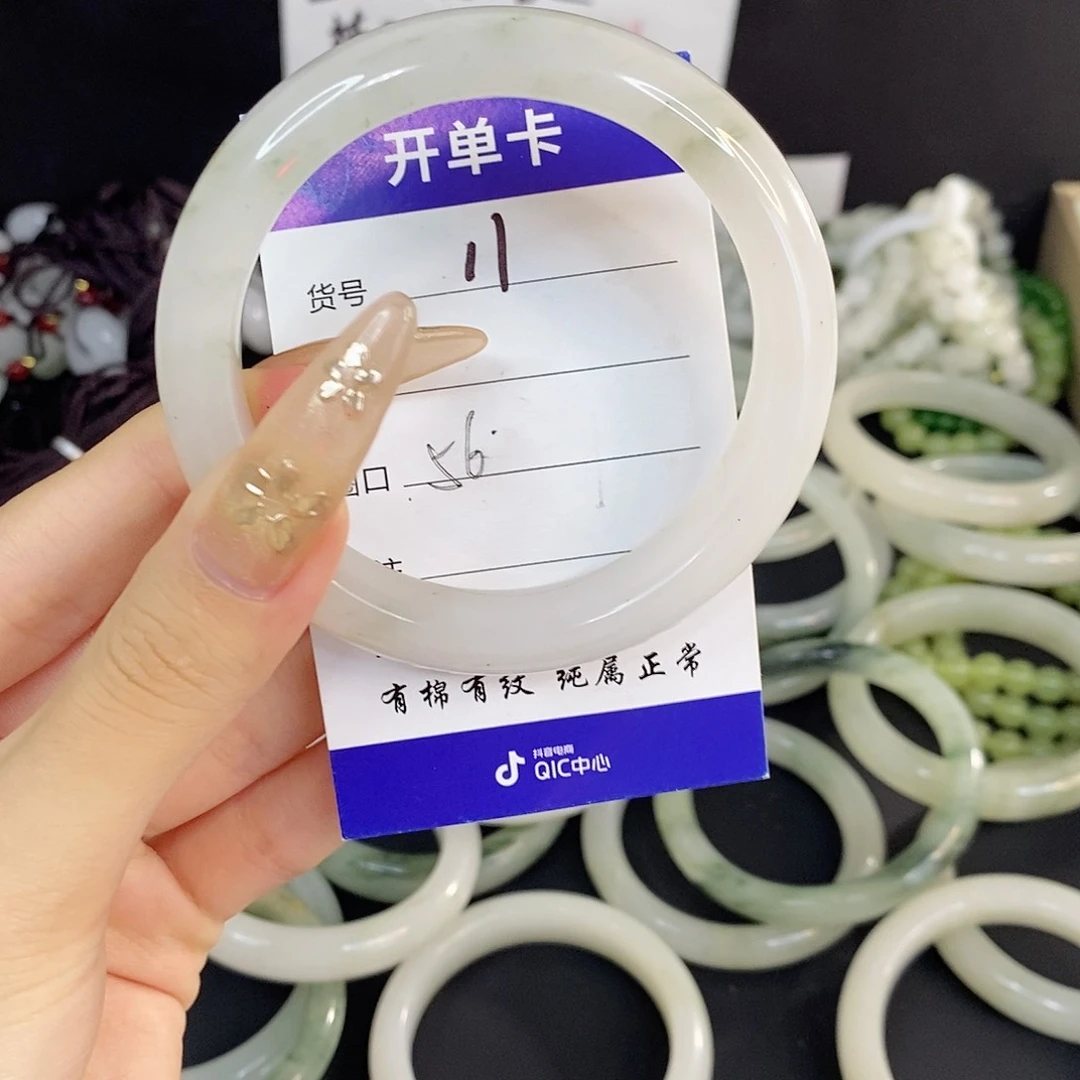 开单卡
货号 11
圈口 56
有棉有纹 纯属正常
抖音电商
QIC中心